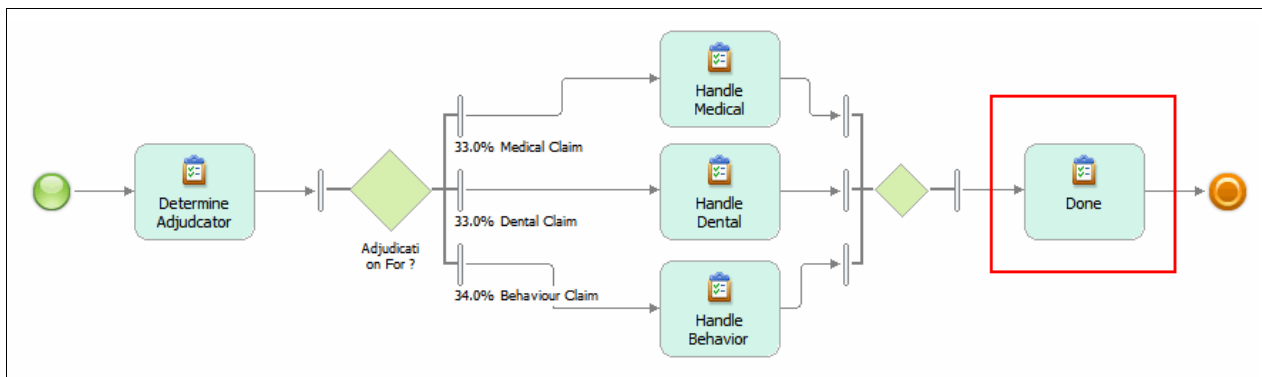 Determine
Adjudcator
Adjudicati
on For ?
33.0% Medical Claim
33.0% Dental Claim
34.0% Behaviour Claim
Handle
Medical
Handle
Dental
Handle
Behavior
Done